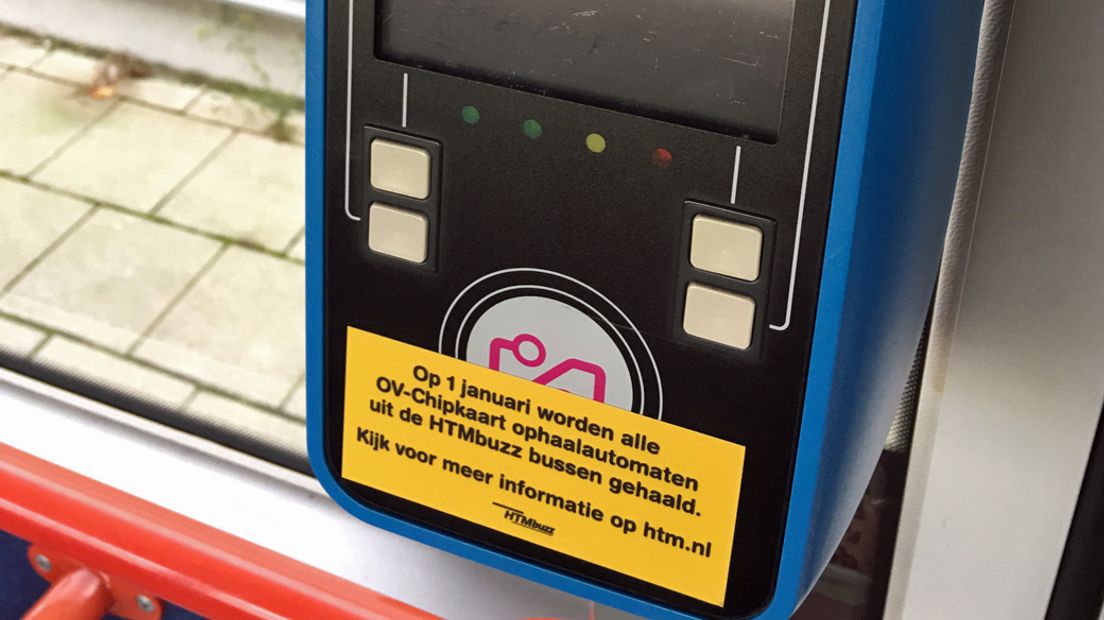 Op 1 januari worden alle
OV-Chipkaart ophaalautomaten
uit de HTMbuzz bussen gehaald.
Kijk voor meer informatie op htm.nl
HTMbuzz